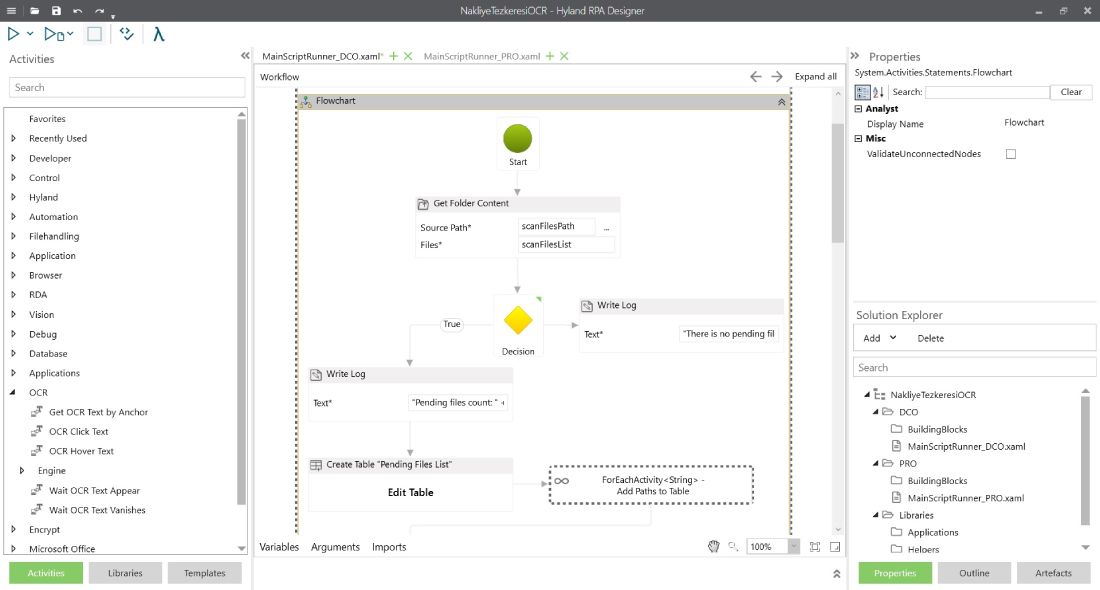 NakliyeTezkeresiOCR - Hyland RPA Designer
Activities
Search
Favorites
Recently Used
Developer
Control
Hyland
Automation
Filehandling
Application
Browser
RDA
Vision
Debug
Database
Applications
OCR
Get OCR Text by Anchor
OCR Click Text
OCR Hover Text
Engine
Wait OCR Text Appear
Wait OCR Text Vanishes
Encrypt
Microsoft Office
Activities Libraries Templates
MainScriptRunner_DCO.xaml* MainScriptRunner_PRO.xaml
Workflow Expand all
Flowchart
Start
Get Folder Content
Source Path* scanFilesPath ...
Files* scanFilesList
Decision
True
Write Log
Text* "There is no pending fil
Write Log
Text* "Pending files count: " +
Create Table "Pending Files List"
Edit Table
ForEachActivity<String> -
Add Paths to Table
Variables Arguments Imports 100%
Properties
System.Activities.Statements.Flowchart
Search: Clear
Analyst
Display Name Flowchart
Misc
ValidateUnconnectedNodes
Solution Explorer
Add Delete
Search
NakliyeTezkeresiOCR
DCO
BuildingBlocks
MainScriptRunner_DCO.xaml
PRO
BuildingBlocks
MainScriptRunner_PRO.xaml
Libraries
Applications
Helpers
Properties Outline Artefacts